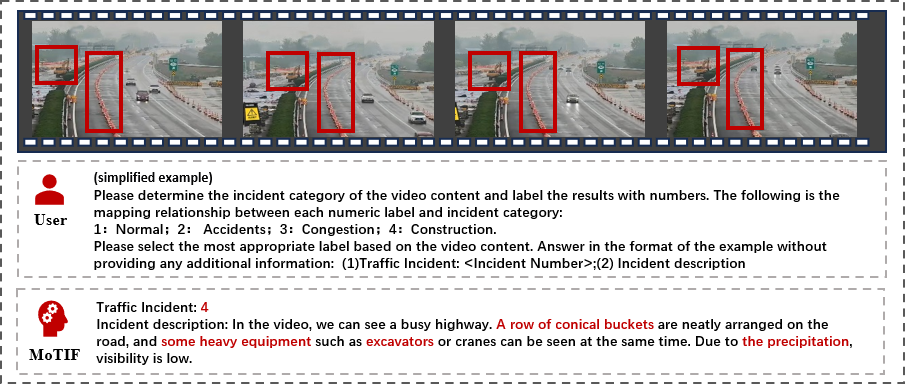 (simplified example)
Please determine the incident category of the video content and label the results with numbers. The following is the
mapping relationship between each numeric label and incident category:
1：Normal；2： Accidents；3：Congestion；4：Construction.
Please select the most appropriate label based on the video content. Answer in the format of the example without
providing any additional information: (1)Traffic Incident: <Incident Number>;(2) Incident description
User
Traffic Incident: 4
Incident description: In the video, we can see a busy highway. A row of conical buckets are neatly arranged on the
road, and some heavy equipment such as excavators or cranes can be seen at the same time. Due to the precipitation,
visibility is low.
MoTIF